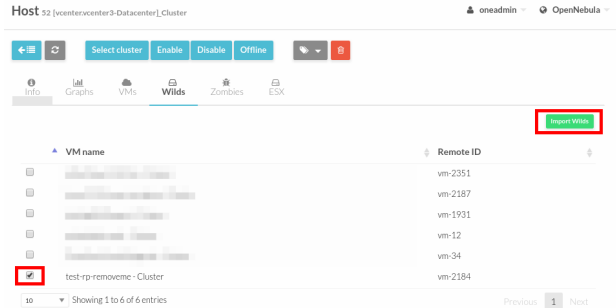 Host 52 [vcenter.vcenter3-Datacenter]_Cluster oneadmin OpenNebula
Select cluster Enable Disable Offline
Info Graphs VMs Wilds Zombies ESX
Import Wilds
VM name Remote ID
vm-2351
vm-2187
vm-1931
vm-12
vm-34
test-rp-removeme - Cluster vm-2184
10 Showing 1 to 6 of 6 entries Previous 1 Next